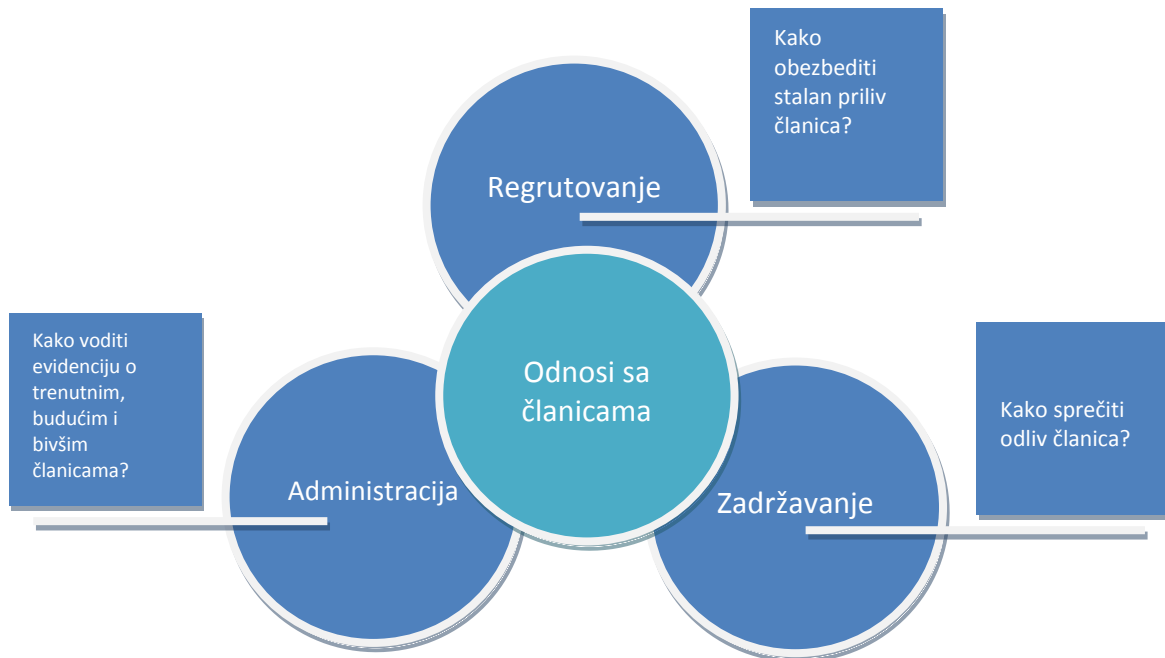 Kako
obezbediti
stalan priliv
članica?
Regrutovanje
Odnosi sa
članicama
Kako voditi
evidenciju o
trenutnim,
budućim i
bivšim
članicama?
Administracija
Kako sprečiti
odliv članica?
Zadržavanje